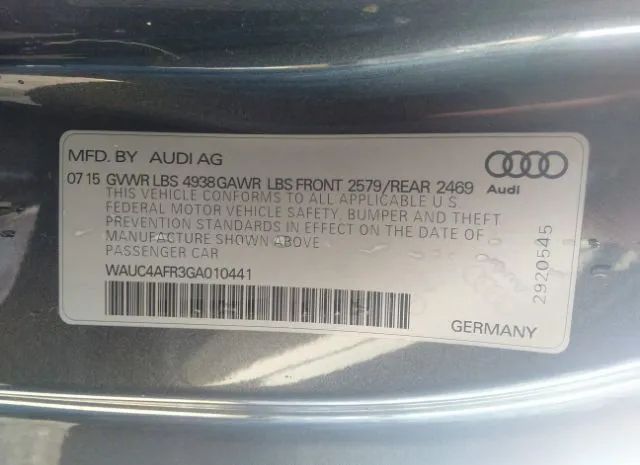 MFD. BY AUDI AG
07 15 GVWR LBS 4938 GAWR LBS FRONT 2579/REAR 2469
Audi
THIS VEHICLE CONFORMS TO ALL APPLICABLE U S
FEDERAL MOTOR VEHICLE SAFETY, BUMPER AND THEFT
PREVENTION STANDARDS IN EFFECT ON THE DATE OF
MANUFACTURE SHOWN ABOVE
PASSENGER CAR
WAUC4AFR3GA010441
2920545
GERMANY